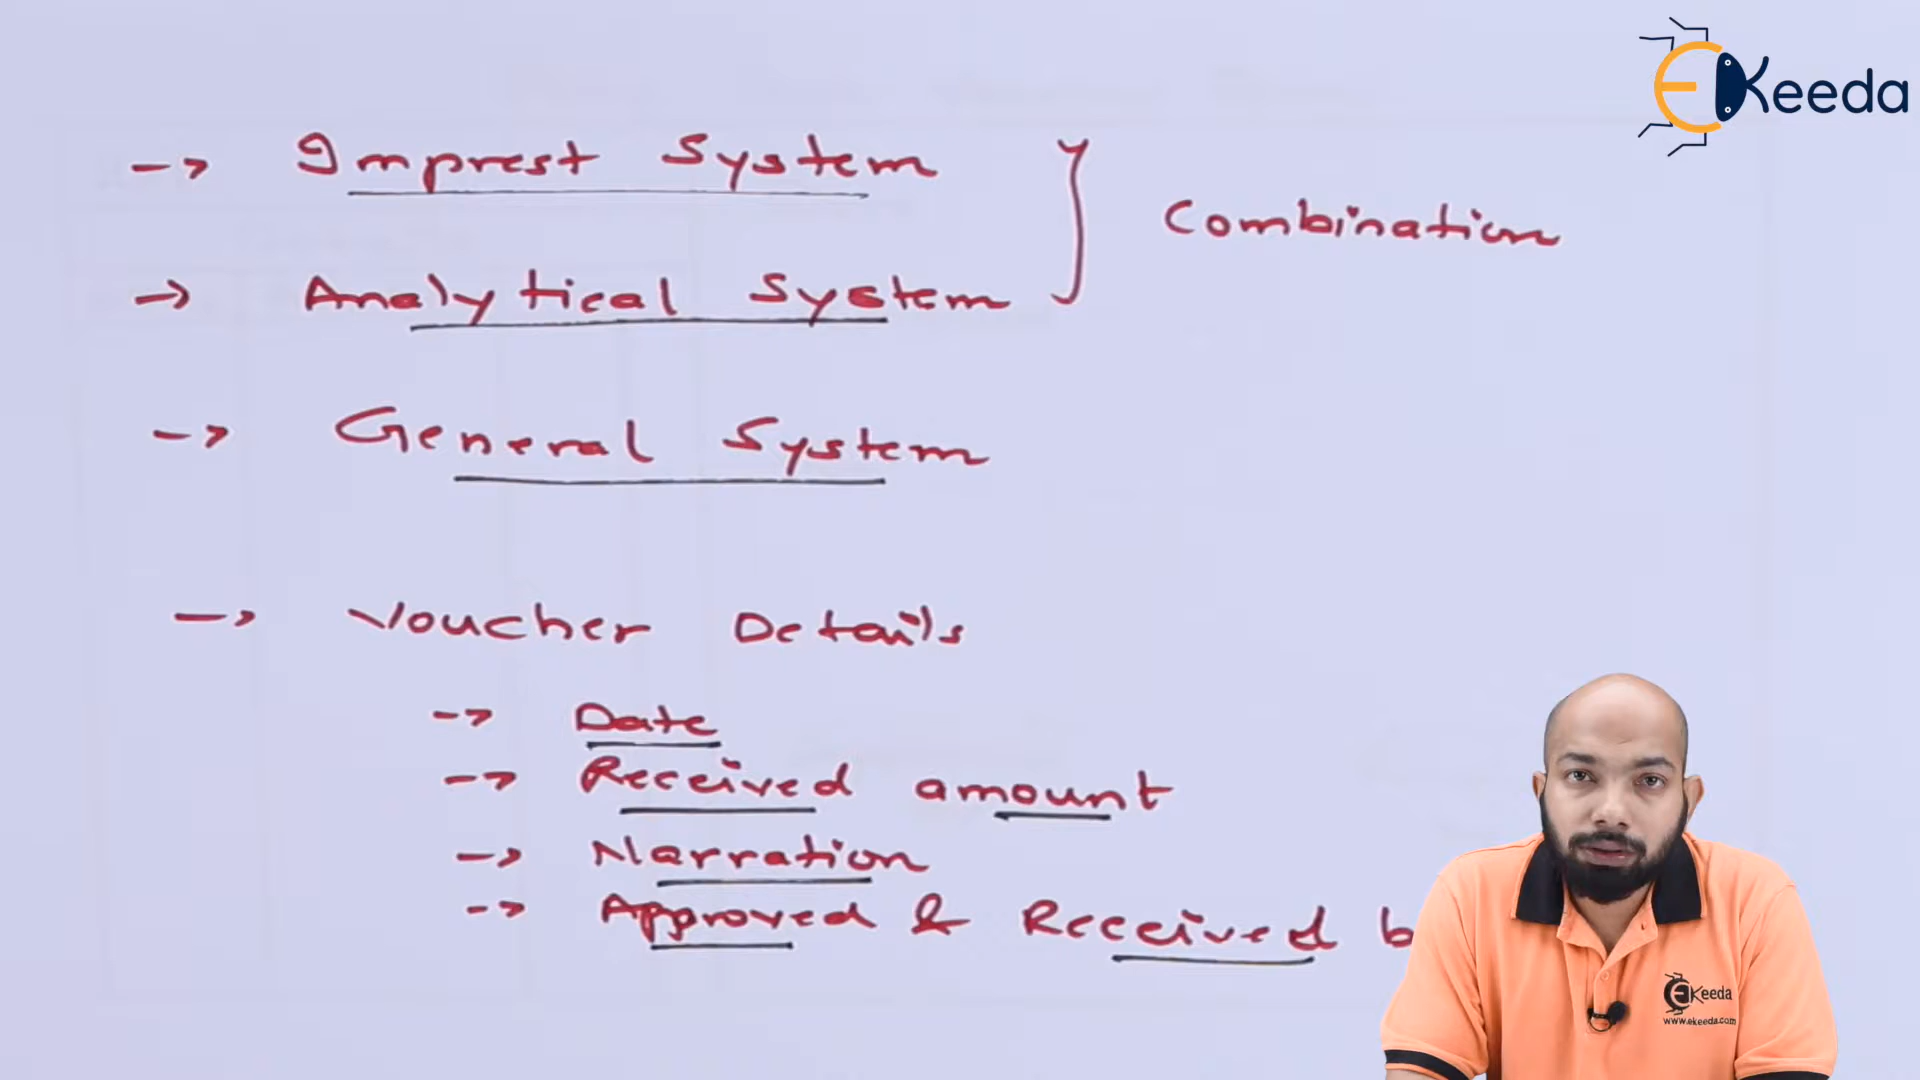 EKeeda
-> Imprest System
-> Analytical System
} Combination
-> General System
-> Voucher Details
-> Date
-> Received amount
-> Narration
-> Approved & Received b
EKeeda
www.ekeeda.com